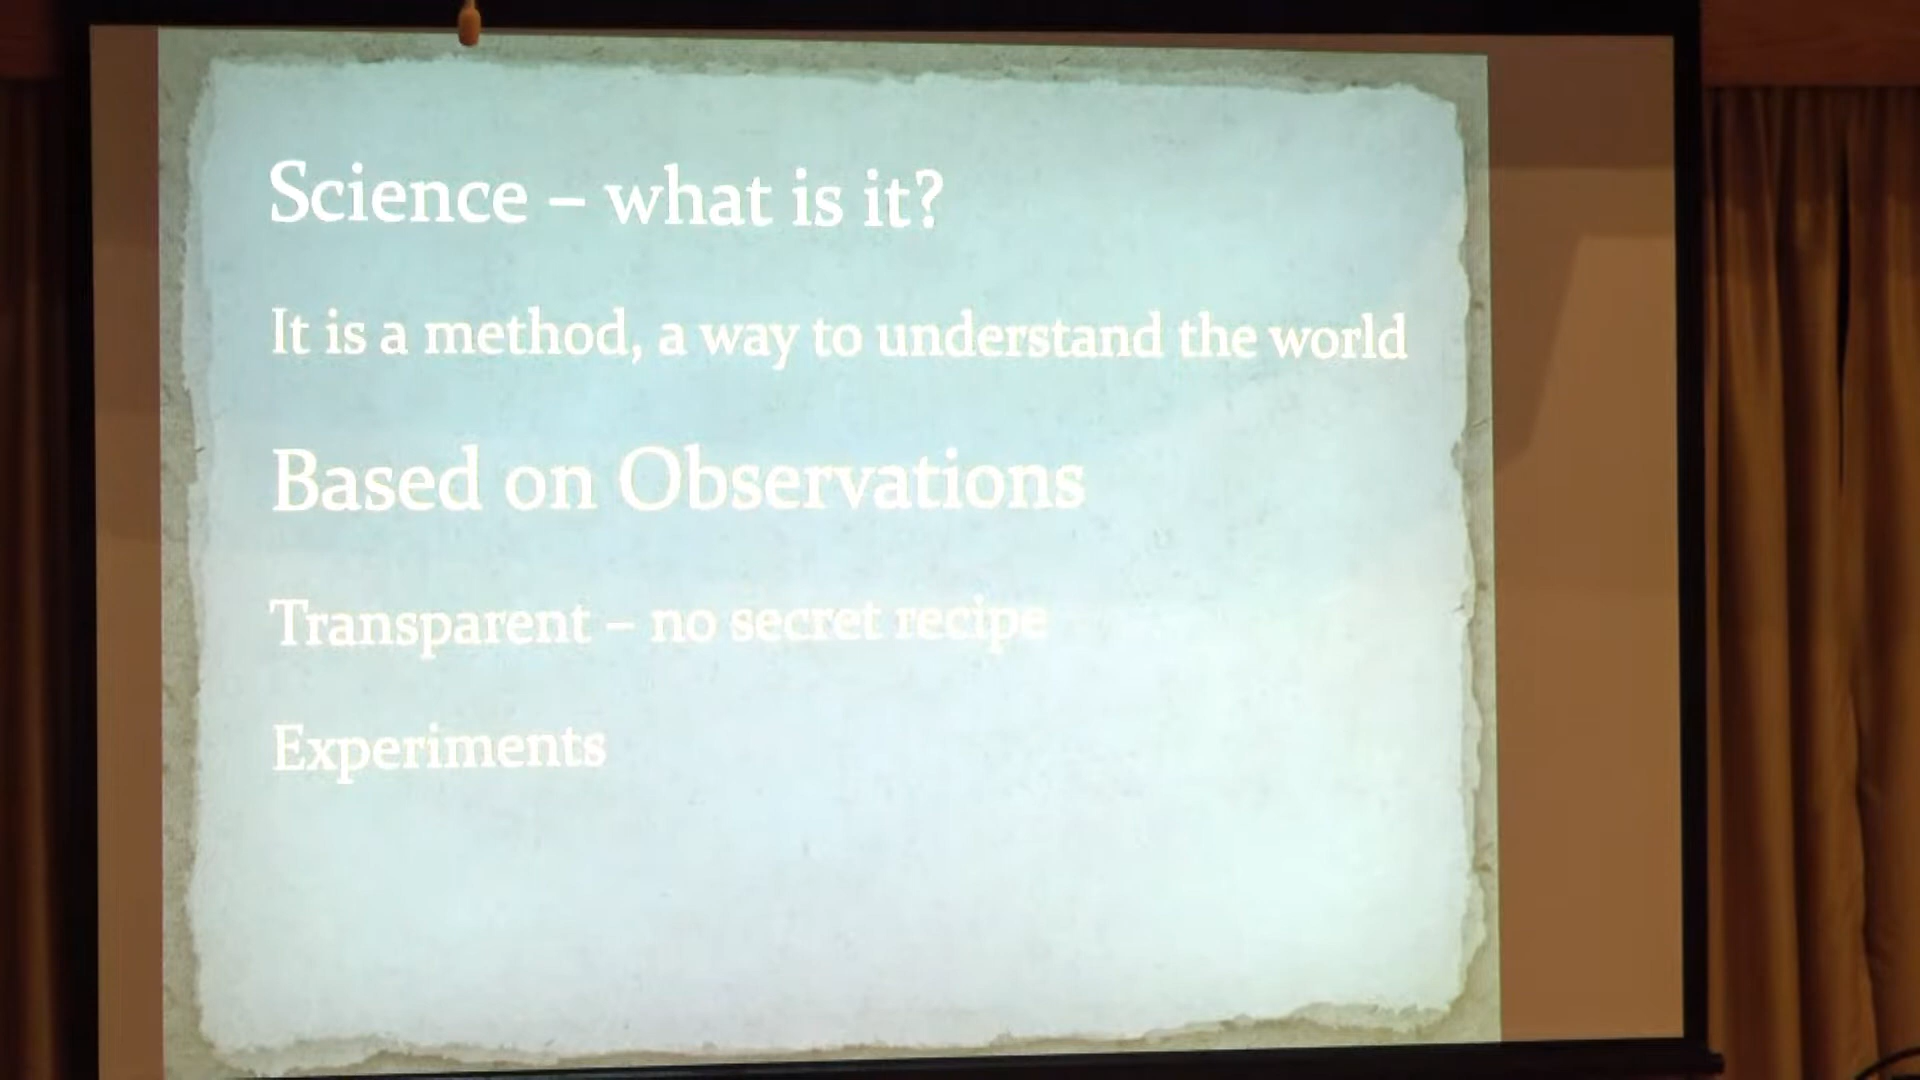 Science – what is it?
It is a method, a way to understand the world
Based on Observations
Transparent – no secret recipe
Experiments